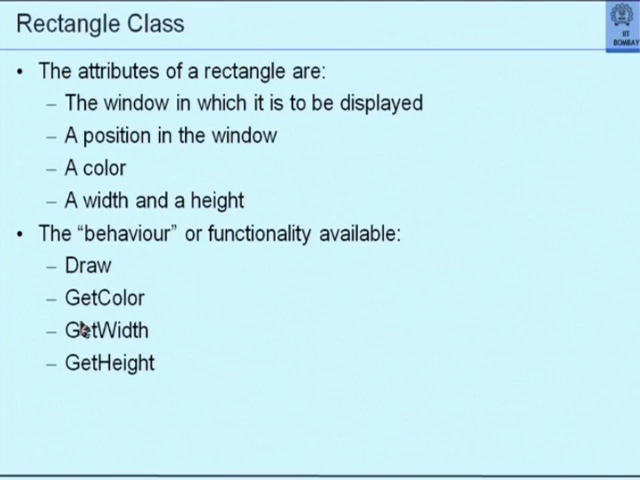 Rectangle Class
IIT
BOMBAY
• The attributes of a rectangle are:
– The window in which it is to be displayed
– A position in the window
– A color
– A width and a height
• The “behaviour” or functionality available:
– Draw
– GetColor
– GetWidth
– GetHeight